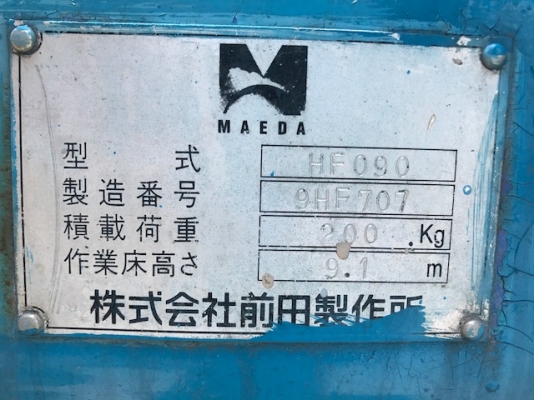 MAEDA
型式 HF090
製造番号 9HF707
積載荷重 200 .Kg
作業床高さ 9.1 m
株式会社前田製作所